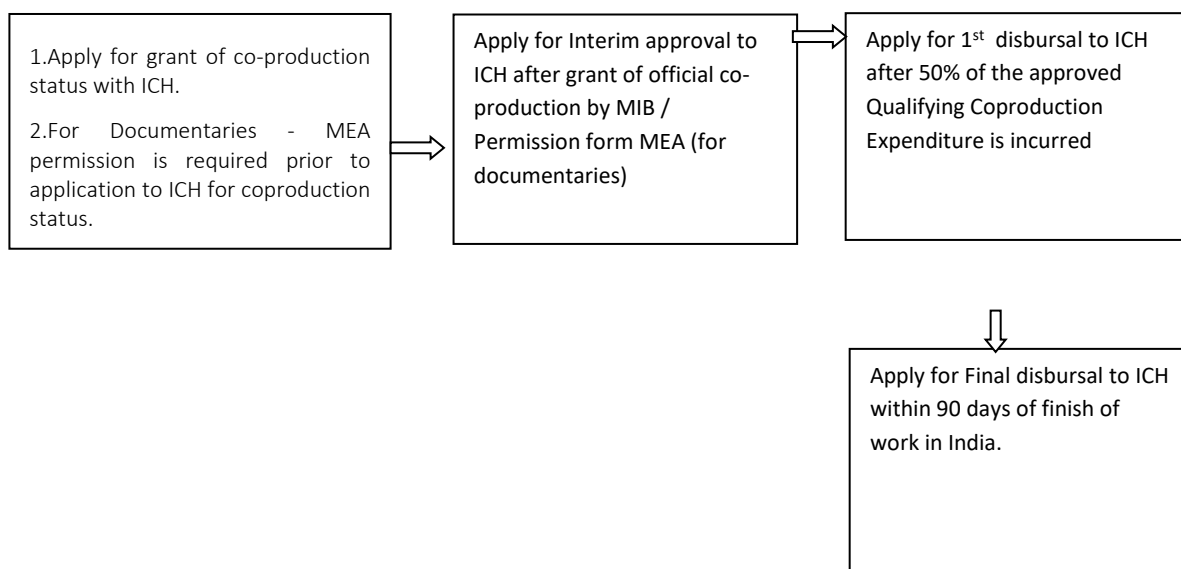 1.Apply for grant of co-production
status with ICH.
2.For Documentaries - MEA
permission is required prior to
application to ICH for coproduction
status.
Apply for Interim approval to
ICH after grant of official co-
production by MIB /
Permission form MEA (for
documentaries)
Apply for 1st disbursal to ICH
after 50% of the approved
Qualifying Coproduction
Expenditure is incurred
Apply for Final disbursal to ICH
within 90 days of finish of
work in India.